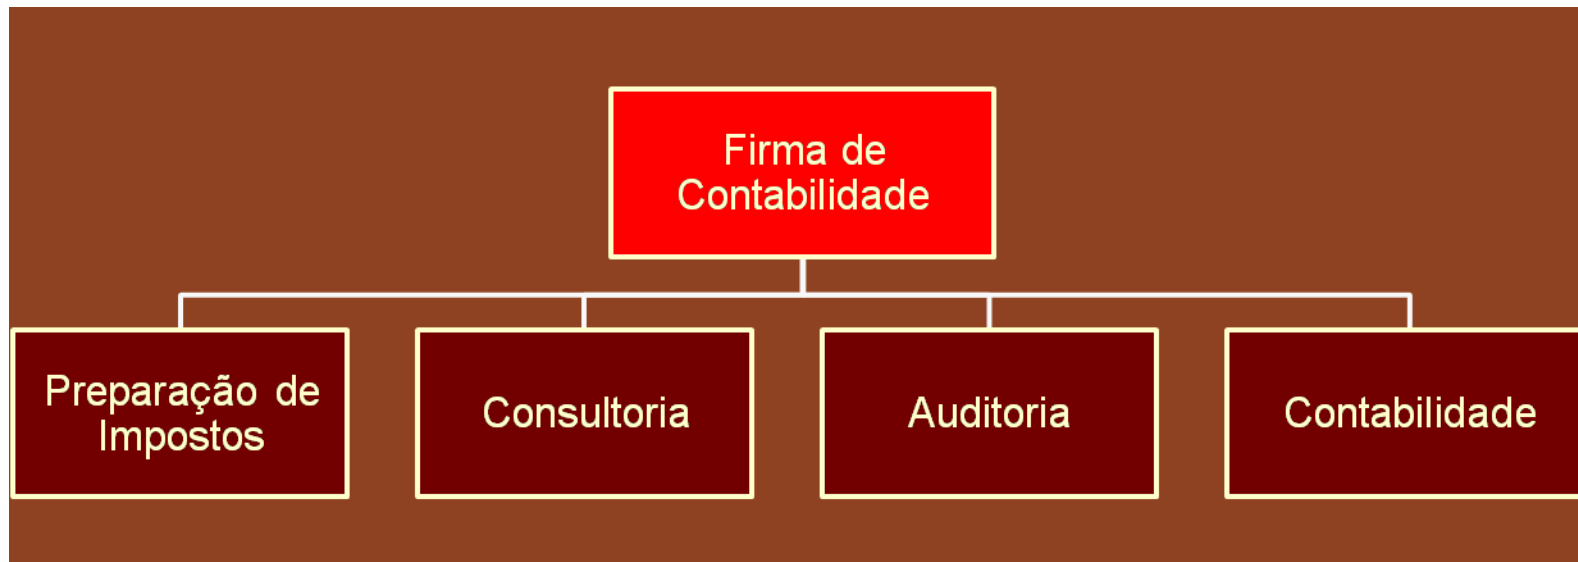 Firma de
Contabilidade
Preparação de
Impostos
Consultoria
Auditoria
Contabilidade